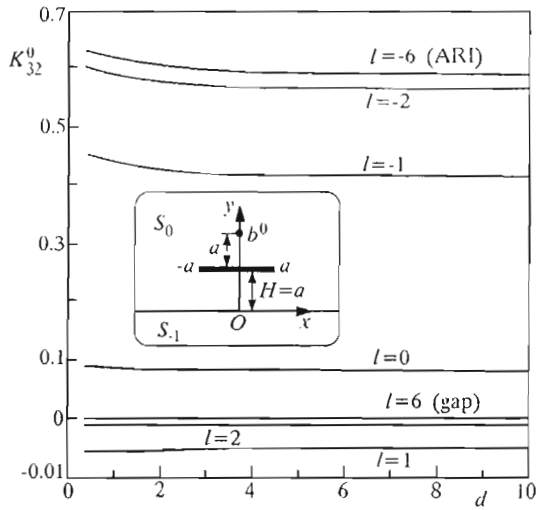 0.7
K⁰₃₂
l=-6 (ARI)
l=-2
0.5
l=-1
y
S₀
b⁰
0.3
a
-a
a
H=a
O
x
S₋₁
0.1
l=0
l=6 (gap)
0
l=2
l=1
-0.01
0 2 4 6 8 d 10